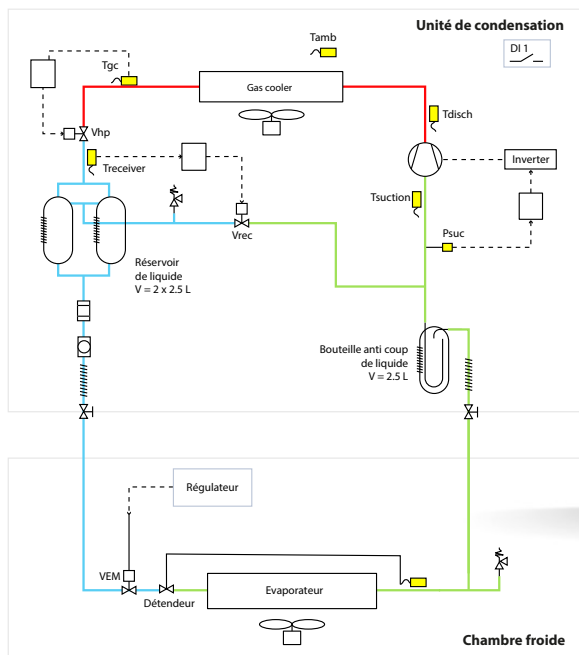 Unité de condensation
Tamb
DI 1
Tgc
Gas cooler
Tdisch
Vhp
Treceiver
Inverter
Tsuction
Psuc
Vrec
Réservoir
de liquide
V = 2 x 2.5 L
Bouteille anti coup
de liquide
V = 2.5 L
Régulateur
VEM
Détendeur
Evaporateur
Chambre froide